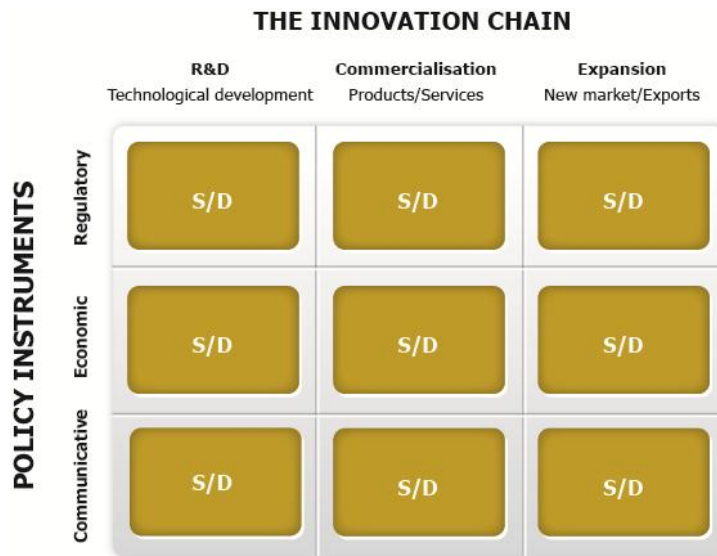 THE INNOVATION CHAIN
R&D Commercialisation Expansion
Technological development Products/Services New market/Exports
POLICY INSTRUMENTS
Regulatory
S/D S/D S/D
Economic
S/D S/D S/D
Communicative
S/D S/D S/D